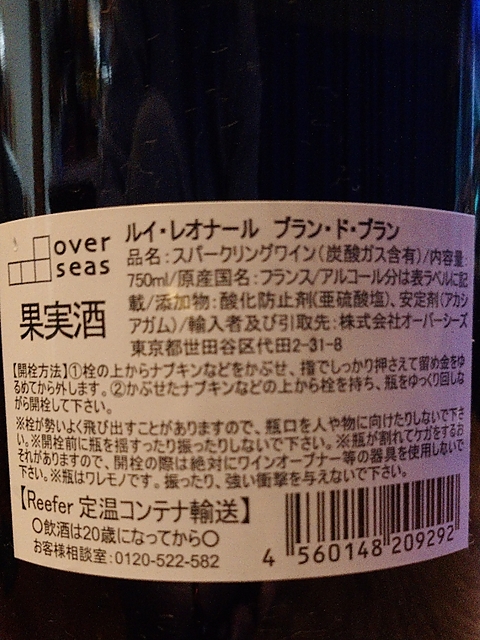 over
seas
果実酒
ルイ・レオナール ブラン・ド・ブラン
品名:スパークリングワイン(炭酸ガス含有)/内容量:
750ml/原産国名:フランス/アルコール分は表ラベルに記
載/添加物:酸化防止剤(亜硫酸塩)、安定剤(アカシ
アガム)/輸入者及び引取先:株式会社オーバーシーズ
東京都世田谷区代田2-31-8
【開栓方法】①栓の上からナプキンなどをかぶせ、指でしっかり押さえて留め金をゆ
るめてから外します。②かぶせたナプキンなどの上から栓を持ち、瓶をゆっくり回しな
がら開栓して下さい。
※栓が勢いよく飛び出すことがありますので、瓶口を人や物に向けたりしないで下さ
い。※開栓前に瓶を揺すったり振ったりしないで下さい。※瓶が割れてケガをするお
それがありますので、開栓の際は絶対にワインオープナー等の器具を使用しないで
下さい。※瓶はワレモノです。振ったり、強い衝撃を与えないで下さい。
【Reefer 定温コンテナ輸送】
○飲酒は20歳になってから○
お客様相談室:0120-522-582
4 560148 209292